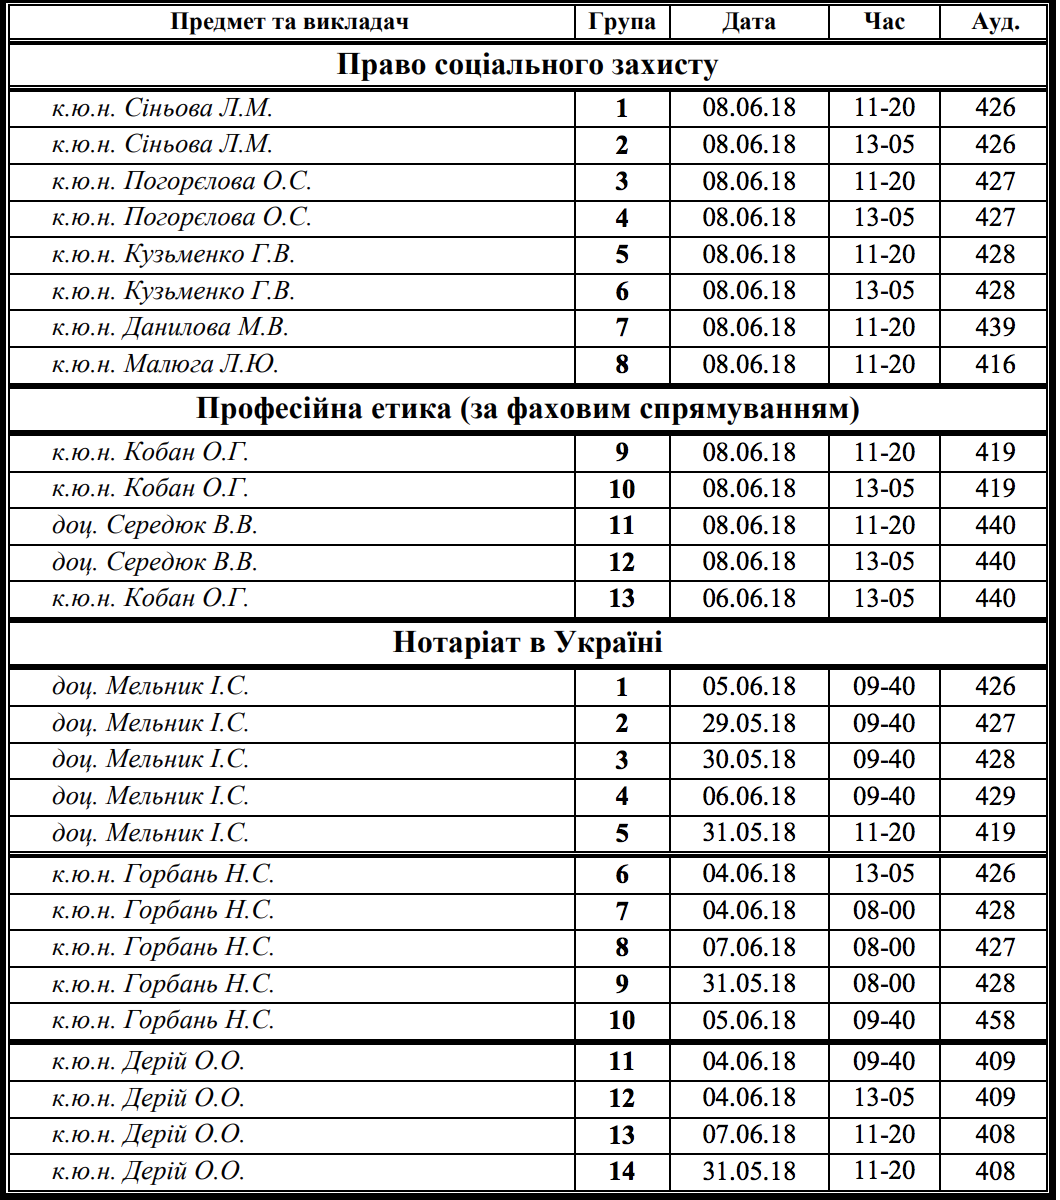 Предмет та викладач Група Дата Час Ауд.
Право соціального захисту
к.ю.н. Сіньова Л.М. 1 08.06.18 11-20 426
к.ю.н. Сіньова Л.М. 2 08.06.18 13-05 426
к.ю.н. Погорєлова О.С. 3 08.06.18 11-20 427
к.ю.н. Погорєлова О.С. 4 08.06.18 13-05 427
к.ю.н. Кузьменко Г.В. 5 08.06.18 11-20 428
к.ю.н. Кузьменко Г.В. 6 08.06.18 13-05 428
к.ю.н. Данилова М.В. 7 08.06.18 11-20 439
к.ю.н. Малюга Л.Ю. 8 08.06.18 11-20 416
Професійна етика (за фаховим спрямуванням)
к.ю.н. Кобан О.Г. 9 08.06.18 11-20 419
к.ю.н. Кобан О.Г. 10 08.06.18 13-05 419
доц. Середюк В.В. 11 08.06.18 11-20 440
доц. Середюк В.В. 12 08.06.18 13-05 440
к.ю.н. Кобан О.Г. 13 06.06.18 13-05 440
Нотаріат в Україні
доц. Мельник І.С. 1 05.06.18 09-40 426
доц. Мельник І.С. 2 29.05.18 09-40 427
доц. Мельник І.С. 3 30.05.18 09-40 428
доц. Мельник І.С. 4 06.06.18 09-40 429
доц. Мельник І.С. 5 31.05.18 11-20 419
к.ю.н. Горбань Н.С. 6 04.06.18 13-05 426
к.ю.н. Горбань Н.С. 7 04.06.18 08-00 428
к.ю.н. Горбань Н.С. 8 07.06.18 08-00 427
к.ю.н. Горбань Н.С. 9 31.05.18 08-00 428
к.ю.н. Горбань Н.С. 10 05.06.18 09-40 458
к.ю.н. Дерій О.О. 11 04.06.18 09-40 409
к.ю.н. Дерій О.О. 12 04.06.18 13-05 409
к.ю.н. Дерій О.О. 13 07.06.18 11-20 408
к.ю.н. Дерій О.О. 14 31.05.18 11-20 408